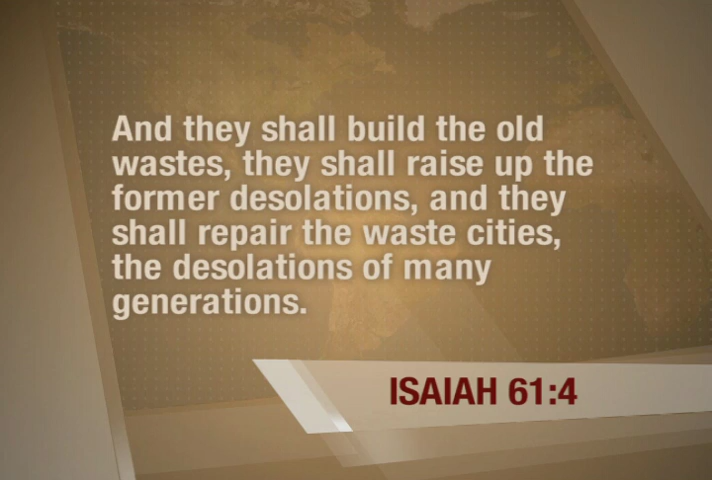 And they shall build the old
wastes, they shall raise up the
former desolations, and they
shall repair the waste cities,
the desolations of many
generations.
ISAIAH 61:4